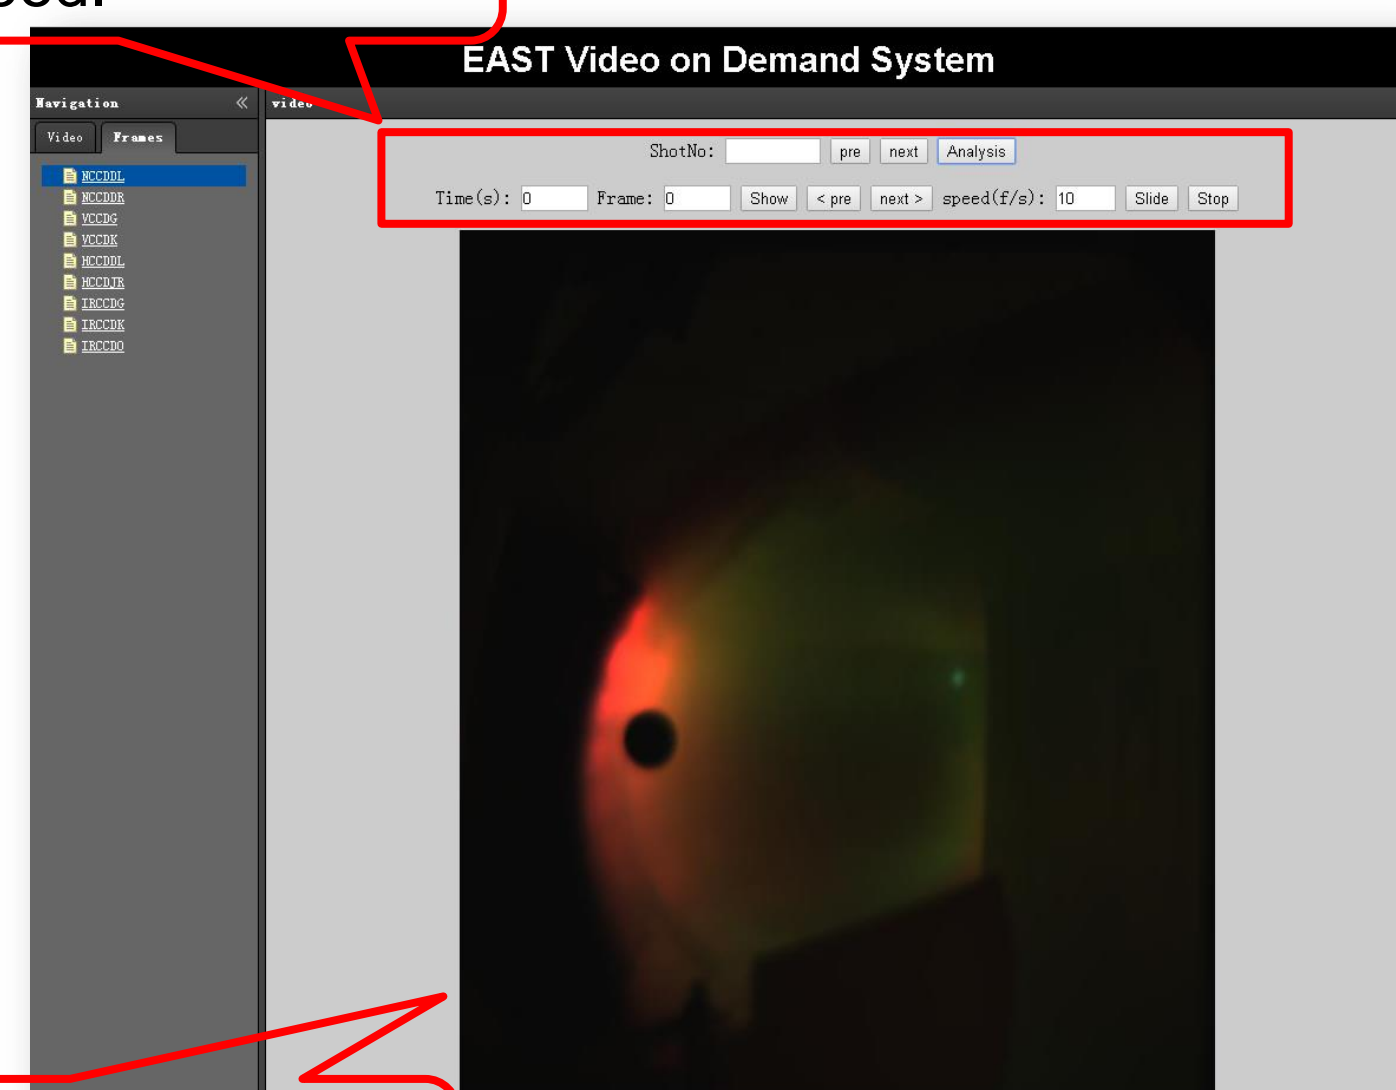 EAST Video on Demand System
Navigation
video
Video Frames
ShotNo: pre next Analysis
Time(s): 0 Frame: 0 Show < pre next > speed(f/s): 10 Slide Stop
NCCDDL
NCCDDR
VCCDG
VCCDK
HCCDDL
HCCDJR
IRCCDG
IRCCDK
IRCCDO